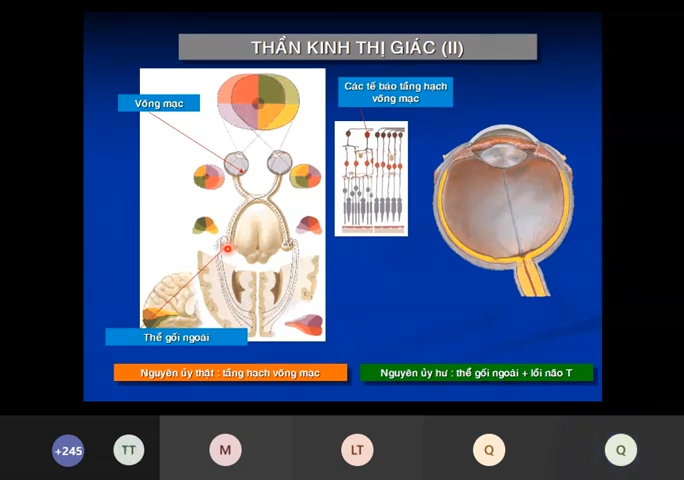 THẦN KINH THỊ GIÁC (II)
Võng mạc
Các tế bào tầng hạch
võng mạc
Thể gối ngoài
Nguyên ủy thật : tầng hạch võng mạc
Nguyên ủy hư : thể gối ngoài + lồi não T
+245
TT
M
LT
Q
Q